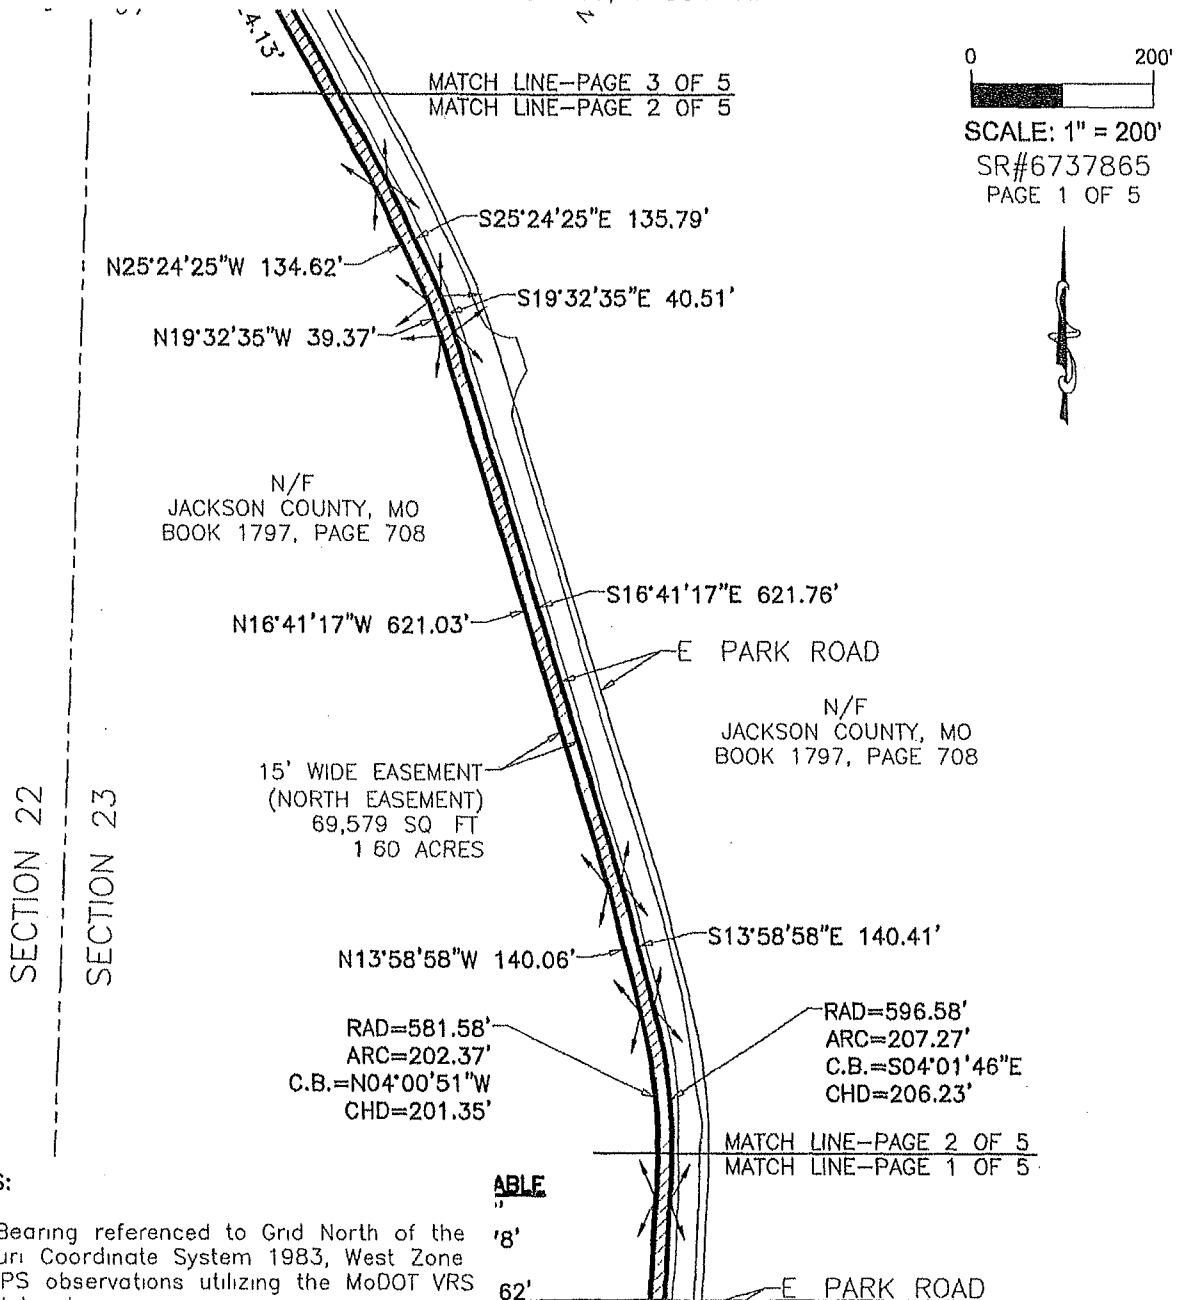 4.13'
N
MATCH LINE-PAGE 3 OF 5
MATCH LINE-PAGE 2 OF 5
0 200'
SCALE: 1" = 200'
SR#6737865
PAGE 1 OF 5
S25°24'25"E 135.79'
N25°24'25"W 134.62'
S19°32'35"E 40.51'
N19°32'35"W 39.37'
N/F
JACKSON COUNTY, MO
BOOK 1797, PAGE 708
S16°41'17"E 621.76'
N16°41'17"W 621.03'
E PARK ROAD
N/F
JACKSON COUNTY, MO
BOOK 1797, PAGE 708
15' WIDE EASEMENT
(NORTH EASEMENT)
69,579 SQ FT
1 60 ACRES
SECTION 22
SECTION 23
S13°58'58"E 140.41'
N13°58'58"W 140.06'
RAD=581.58'
ARC=202.37'
C.B.=N04°00'51"W
CHD=201.35'
RAD=596.58'
ARC=207.27'
C.B.=S04°01'46"E
CHD=206.23'
MATCH LINE-PAGE 2 OF 5
MATCH LINE-PAGE 1 OF 5
S:
ABLE
'8'
62'
Bearing referenced to Grid North of the
uri Coordinate System 1983, West Zone
PS observations utilizing the MoDOT VRS
E PARK ROAD